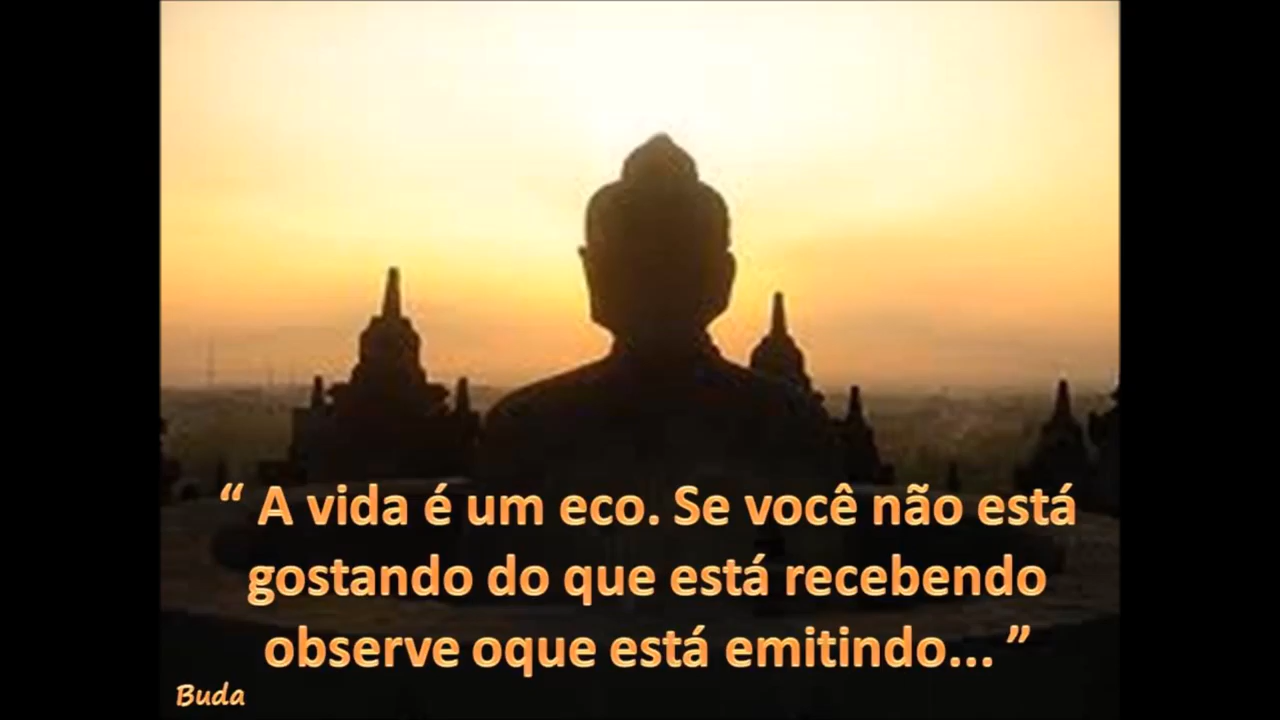 “ A vida é um eco. Se você não está
gostando do que está recebendo
observe oque está emitindo... ”
Buda